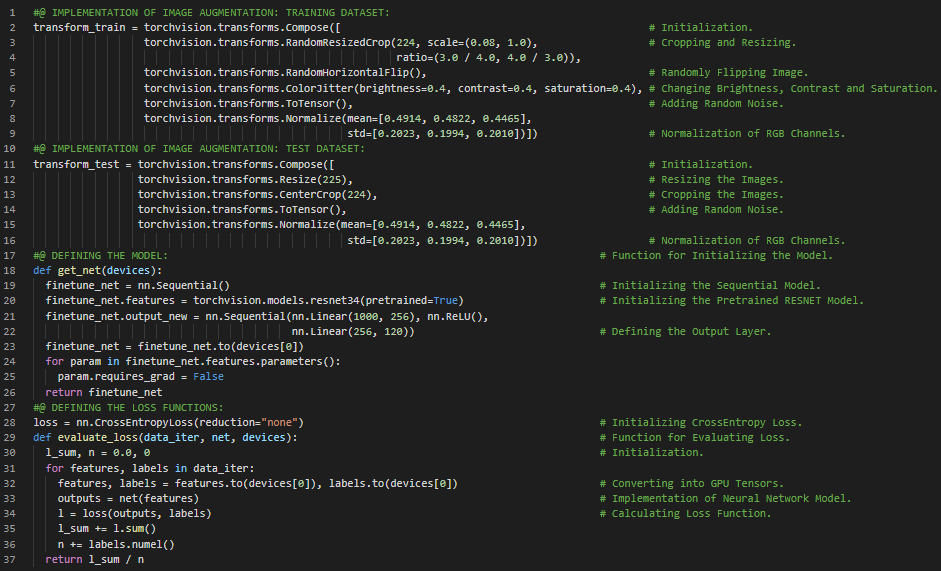 1 #@ IMPLEMENTATION OF IMAGE AUGMENTATION: TRAINING DATASET:
2 transform_train = torchvision.transforms.Compose([ # Initialization.
3 torchvision.transforms.RandomResizedCrop(224, scale=(0.08, 1.0), # Cropping and Resizing.
4 ratio=(3.0 / 4.0, 4.0 / 3.0)),
5 torchvision.transforms.RandomHorizontalFlip(), # Randomly Flipping Image.
6 torchvision.transforms.ColorJitter(brightness=0.4, contrast=0.4, saturation=0.4), # Changing Brightness, Contrast and Saturation.
7 torchvision.transforms.ToTensor(), # Adding Random Noise.
8 torchvision.transforms.Normalize(mean=[0.4914, 0.4822, 0.4465],
9 std=[0.2023, 0.1994, 0.2010])]) # Normalization of RGB Channels.
10 #@ IMPLEMENTATION OF IMAGE AUGMENTATION: TEST DATASET:
11 transform_test = torchvision.transforms.Compose([ # Initialization.
12 torchvision.transforms.Resize(225), # Resizing the Images.
13 torchvision.transforms.CenterCrop(224), # Cropping the Images.
14 torchvision.transforms.ToTensor(), # Adding Random Noise.
15 torchvision.transforms.Normalize(mean=[0.4914, 0.4822, 0.4465],
16 std=[0.2023, 0.1994, 0.2010])]) # Normalization of RGB Channels.
17 #@ DEFINING THE MODEL: # Function for Initializing the Model.
18 def get_net(devices):
19 finetune_net = nn.Sequential() # Initializing the Sequential Model.
20 finetune_net.features = torchvision.models.resnet34(pretrained=True) # Initializing the Pretrained RESNET Model.
21 finetune_net.output_new = nn.Sequential(nn.Linear(1000, 256), nn.ReLU(),
22 nn.Linear(256, 120)) # Defining the Output Layer.
23 finetune_net = finetune_net.to(devices[0])
24 for param in finetune_net.features.parameters():
25 param.requires_grad = False
26 return finetune_net
27 #@ DEFINING THE LOSS FUNCTIONS:
28 loss = nn.CrossEntropyLoss(reduction="none") # Initializing CrossEntropy Loss.
29 def evaluate_loss(data_iter, net, devices): # Function for Evaluating Loss.
30 l_sum, n = 0.0, 0 # Initialization.
31 for features, labels in data_iter:
32 features, labels = features.to(devices[0]), labels.to(devices[0]) # Converting into GPU Tensors.
33 outputs = net(features) # Implementation of Neural Network Model.
34 l = loss(outputs, labels) # Calculating Loss Function.
35 l_sum += l.sum()
36 n += labels.numel()
37 return l_sum / n